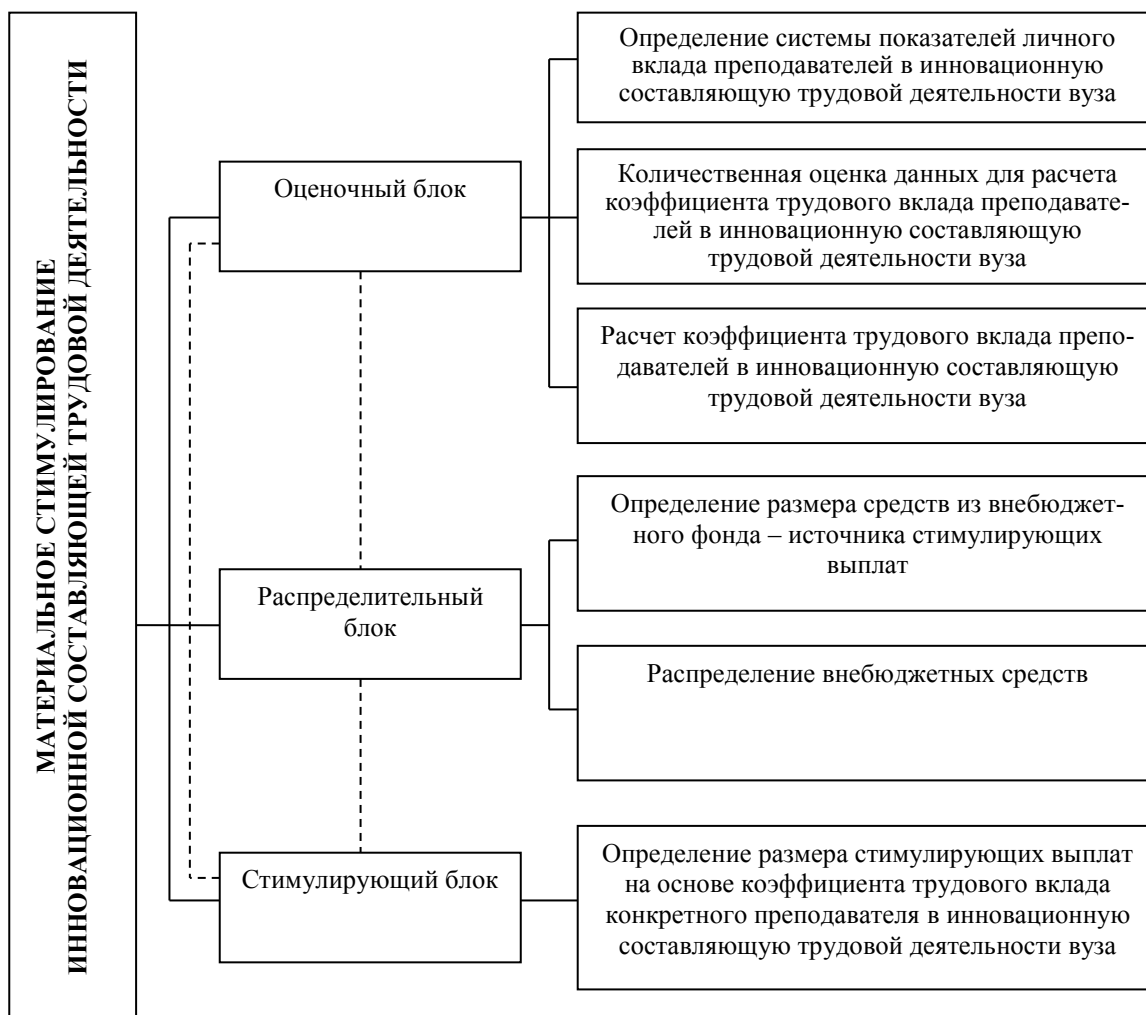 МАТЕРИАЛЬНОЕ СТИМУЛИРОВАНИЕ
ИННОВАЦИОННОЙ СОСТАВЛЯЮЩЕЙ ТРУДОВОЙ ДЕЯТЕЛЬНОСТИ
Оценочный блок
Определение системы показателей личного
вклада преподавателей в инновационную
составляющую трудовой деятельности вуза
Количественная оценка данных для расчета
коэффициента трудового вклада преподавате-
лей в инновационную составляющую
трудовой деятельности вуза
Расчет коэффициента трудового вклада препо-
давателей в инновационную составляющую
трудовой деятельности вуза
Распределительный
блок
Определение размера средств из внебюджет-
ного фонда – источника стимулирующих
выплат
Распределение внебюджетных средств
Стимулирующий блок
Определение размера стимулирующих выплат
на основе коэффициента трудового вклада
конкретного преподавателя в инновационную
составляющую трудовой деятельности вуза